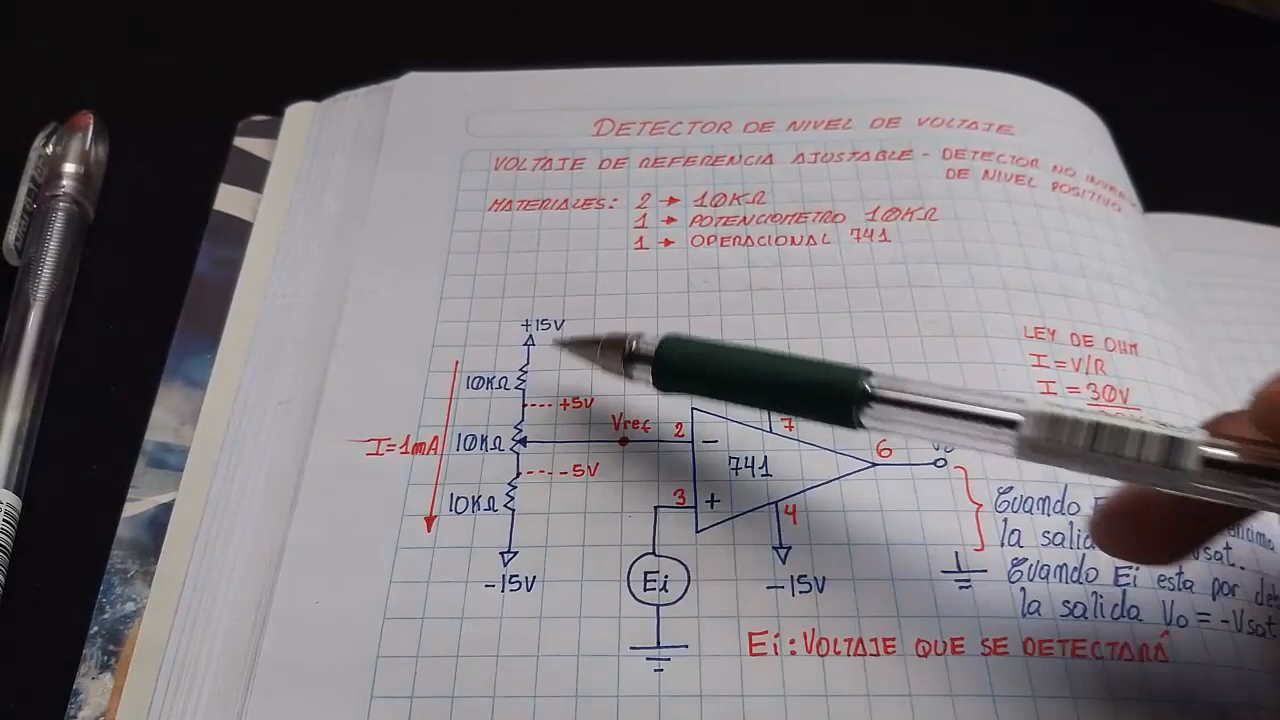 DETECTOR DE NIVEL DE VOLTAJE
VOLTAJE DE REFERENCIA AJUSTABLE - DETECTOR NO
DE NIVEL POSITIVO
MATERIALES: 2 → 10KΩ
1 → POTENCIOMETRO 10KΩ
1 → OPERACIONAL 741
+15V
LEY DE OHM
I = V/R
I = 30V
10KΩ
+5V
Vref
I=1mA
10KΩ
2
−
7
741
6
-5V
10KΩ
3
+
4
-15V
Ei
-15V
Cuando
la
Vsat.
Cuando Ei esta por
la salida Vo = -Vsat
Ei: VOLTAJE QUE SE DETECTARÁ